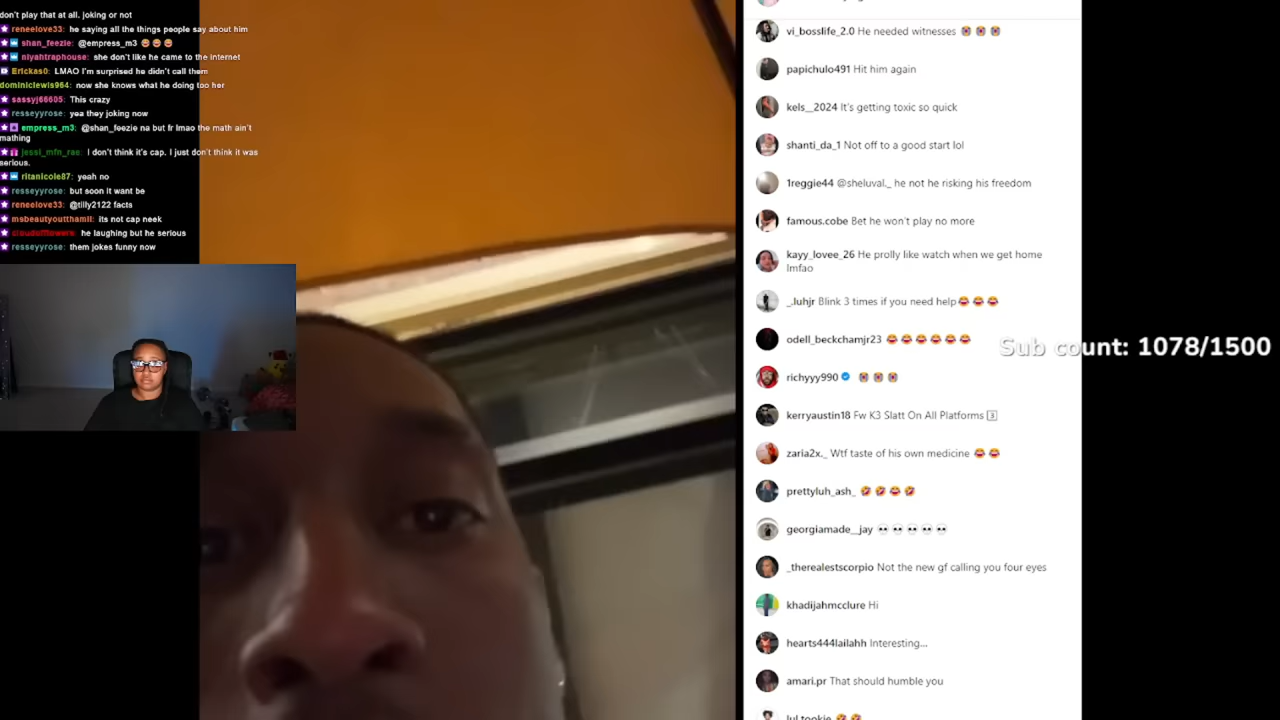 don't play that at all. joking or not
reneelove33: he saying all the things people say about him
shan_feezie: @empress_m3
niyahtraphouse: she don't like he came to the internet
Erickas0: LMAO I'm surprised he didn't call them
dominiclewis964: now she knows what he doing too her
sassyj66605: This crazy
resseyyrose: yea they joking now
empress_m3: @shan_feezie na but fr lmao the math ain't
mathing
jessi_mfn_rae: I don't think it's cap. I just don't think it was
serious.
ritanicole87: yeah no
resseyyrose: but soon it want be
reneelove33: @tilly2122 facts
msbeautyoutthamil: its not cap neek
he laughing but he serious
resseyyrose: them jokes funny now
vi_bosslife_2.0 He needed witnesses 😭 😭 😭
papichulo491 Hit him again
kels__2024 It's getting toxic so quick
shanti_da_1 Not off to a good start lol
1reggie44 @sheluval._ he not he risking his freedom
famous.cobe Bet he won't play no more
kayy_lovee_26 He prolly like watch when we get home
lmfao
_.luhjr Blink 3 times if you need help😂 😂 😂
odell_beckchamjr23 😂 😂 😂 😂 😂 😂
richyyy990 😭 😭 😭
kerryaustin18 Fw K3 Slatt On All Platforms 3
zaria2x._ Wtf taste of his own medicine 😂 😂
prettyluh_ash_ 🤣 🤣 😂 🤣
georgiamade__jay 💀 💀 💀 💀 💀
_therealestscorpio Not the new gf calling you four eyes
khadijahmcclure Hi
hearts444lailahh Interesting...
amari.pr That should humble you
lul.tookie 🤣 🤣
Sub count: 1078/1500